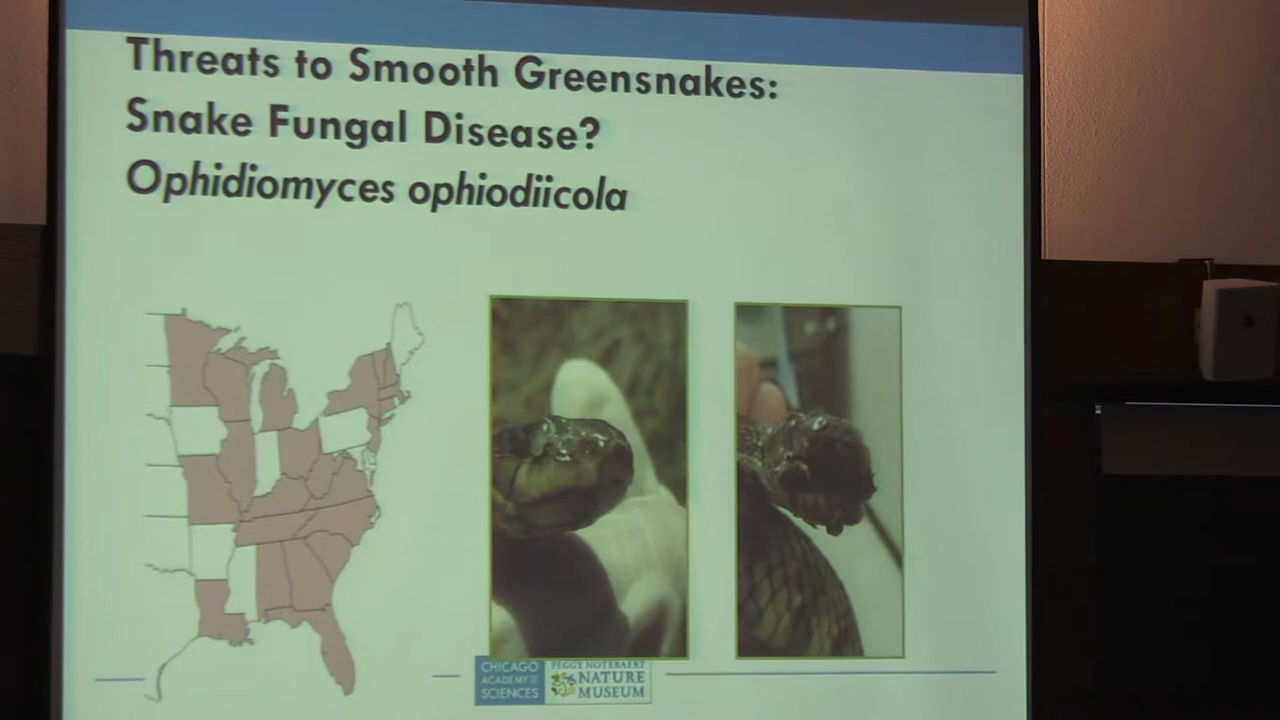 Threats to Smooth Greensnakes:
Snake Fungal Disease?
Ophidiomyces ophiodiicola
CHICAGO
ACADEMY OF
SCIENCES
PEGGY NOTEBAERT
NATURE
MUSEUM